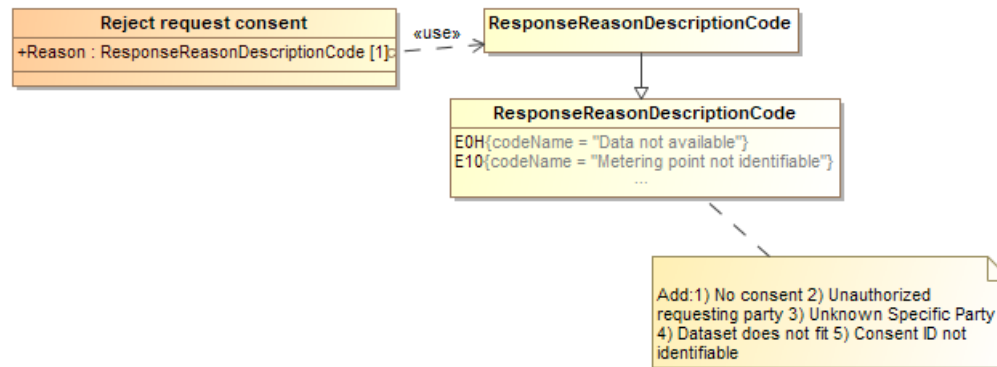 Reject request consent
+Reason : ResponseReasonDescriptionCode [1]
«use»
ResponseReasonDescriptionCode
ResponseReasonDescriptionCode
E0H{codeName = "Data not available"}
E10{codeName = "Metering point not identifiable"}
...
Add:1) No consent 2) Unauthorized
requesting party 3) Unknown Specific Party
4) Dataset does not fit 5) Consent ID not
identifiable